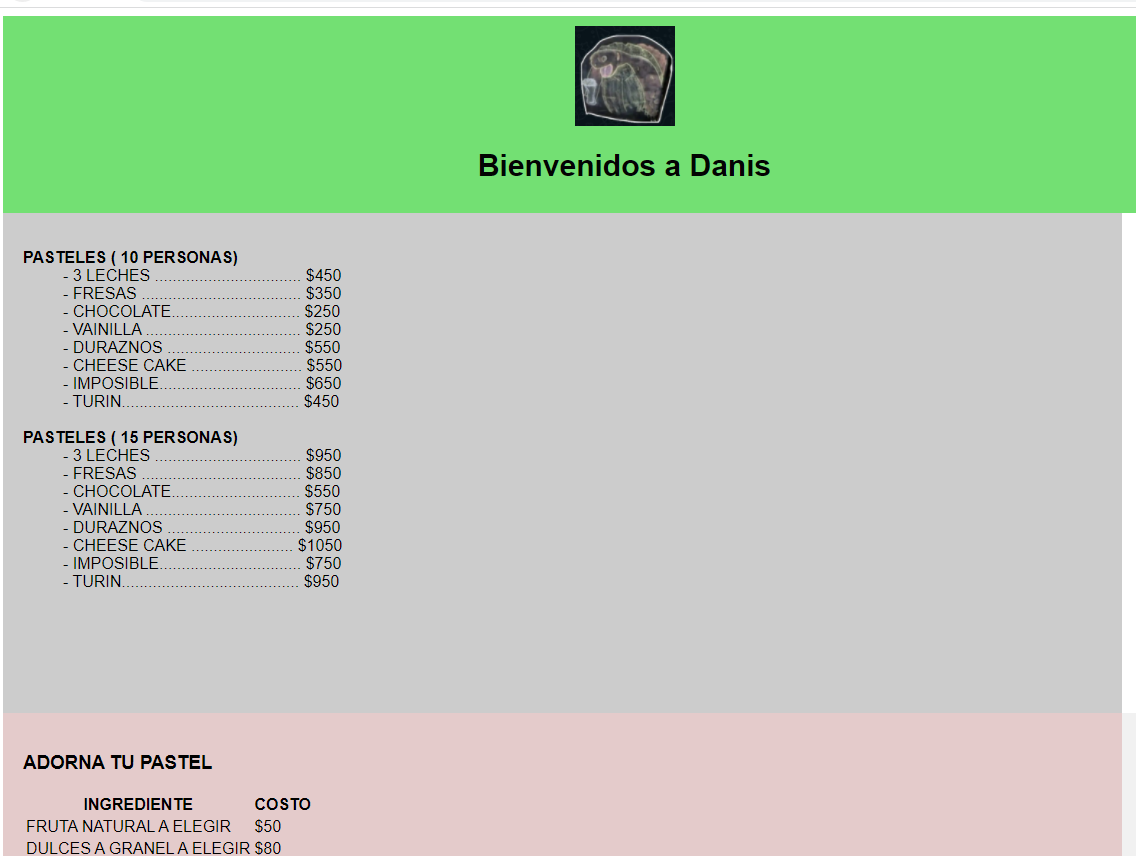 Bienvenidos a Danis
PASTELES ( 10 PERSONAS)
- 3 LECHES ................................. $450
- FRESAS .................................... $350
- CHOCOLATE............................. $250
- VAINILLA ................................... $250
- DURAZNOS .............................. $550
- CHEESE CAKE ......................... $550
- IMPOSIBLE................................ $650
- TURIN........................................ $450
PASTELES ( 15 PERSONAS)
- 3 LECHES ................................. $950
- FRESAS .................................... $850
- CHOCOLATE............................. $550
- VAINILLA ................................... $750
- DURAZNOS .............................. $950
- CHEESE CAKE ....................... $1050
- IMPOSIBLE................................ $750
- TURIN........................................ $950
ADORNA TU PASTEL
INGREDIENTE COSTO
FRUTA NATURAL A ELEGIR $50
DULCES A GRANEL A ELEGIR $80